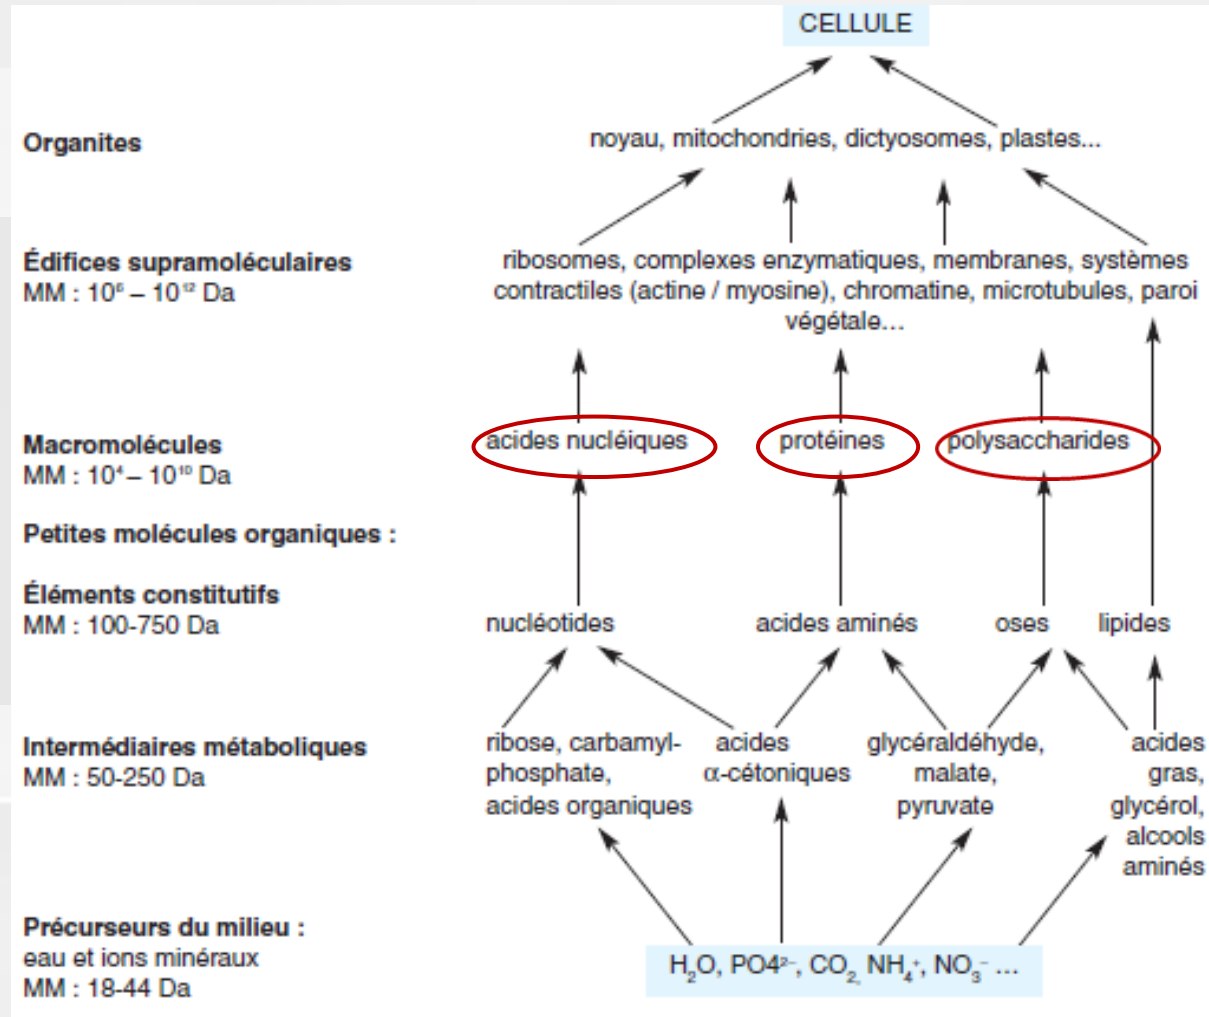 CELLULE
Organites
noyau, mitochondries, dictyosomes, plastes...
Édifices supramoléculaires
MM : 10⁶ – 10¹² Da
ribosomes, complexes enzymatiques, membranes, systèmes
contractiles (actine / myosine), chromatine, microtubules, paroi
végétale…
Macromolécules
MM : 10⁴ – 10¹⁰ Da
acides nucléiques
protéines
polysaccharides
Petites molécules organiques :
Éléments constitutifs
MM : 100-750 Da
nucléotides
acides aminés
oses
lipides
Intermédiaires métaboliques
MM : 50-250 Da
ribose, carbamyl-
phosphate,
acides organiques
acides
α-cétoniques
glycéraldéhyde,
malate,
pyruvate
acides
gras,
glycérol,
alcools
aminés
Précurseurs du milieu :
eau et ions minéraux
MM : 18-44 Da
H₂O, PO4²⁻, CO₂, NH₄⁺, NO₃⁻ ...